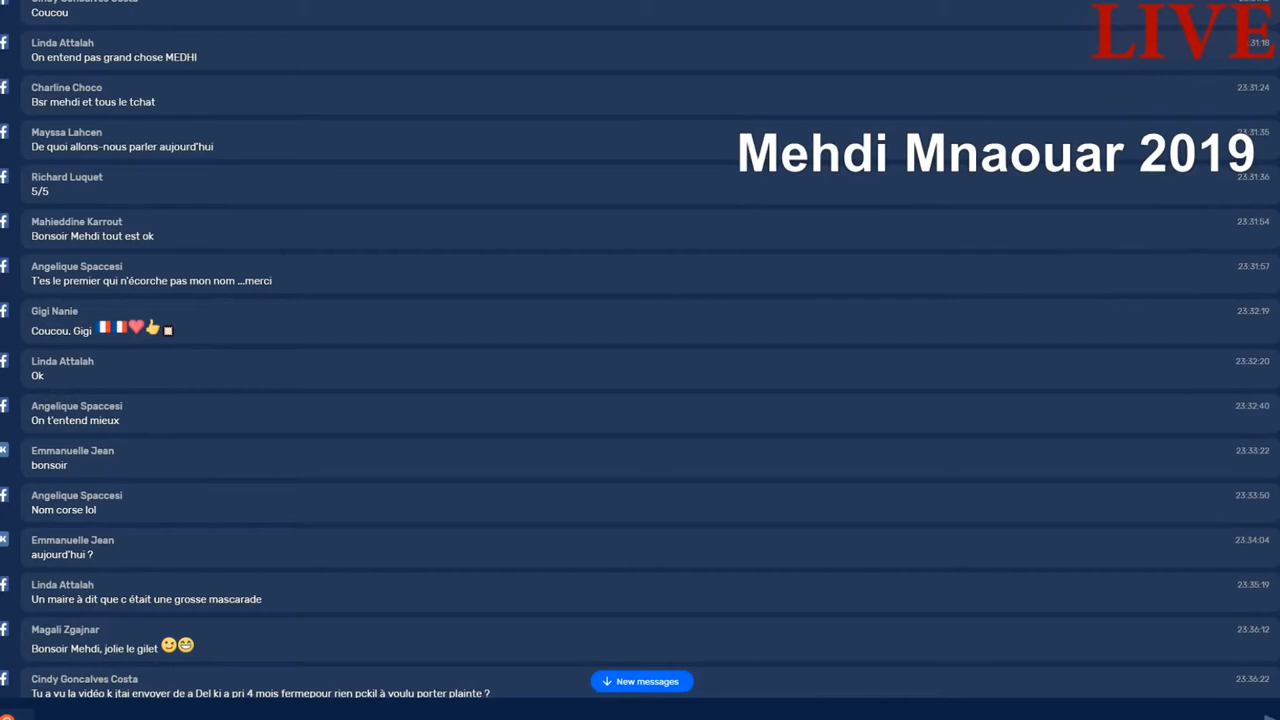 Cindy Goncalves Costa
Coucou
LIVE
Linda Attalah
:31:18
On entend pas grand chose MEDHI
Charline Choco
23:31:24
Bsr mehdi et tous le tchat
Mayssa Lahcen
23:31:35
De quoi allons-nous parler aujourd'hui
Mehdi Mnaouar 2019
Richard Luquet
23:31:36
5/5
Mahieddine Karrout
23:31:54
Bonsoir Mehdi tout est ok
Angelique Spaccesi
23:31:57
T'es le premier qui n'écorche pas mon nom ...merci
Gigi Nanie
23:32:19
Coucou. Gigi 🇫🇷🇫🇷❤👍
Linda Attalah
23:32:20
Ok
Angelique Spaccesi
23:32:40
On t'entend mieux
Emmanuelle Jean
23:33:22
bonsoir
Angelique Spaccesi
23:33:50
Nom corse lol
Emmanuelle Jean
23:34:04
aujourd'hui ?
Linda Attalah
23:35:19
Un maire à dit que c était une grosse mascarade
Magali Zgajnar
23:36:12
Bonsoir Mehdi, jolie le gilet 😉😁
Cindy Goncalves Costa
23:36:22
Tu a vu la vidéo k jtai envoyer de a Del ki a pri 4 mois fermepour rien pckil à voulu porter plainte ?
New messages